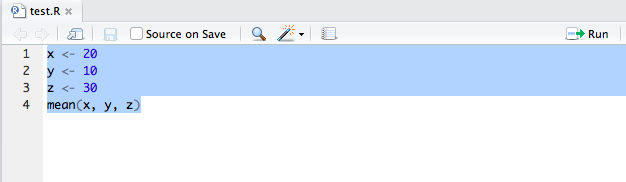 test.R
Source on Save
Run
1 x <- 20
2 y <- 10
3 z <- 30
4 mean(x, y, z)